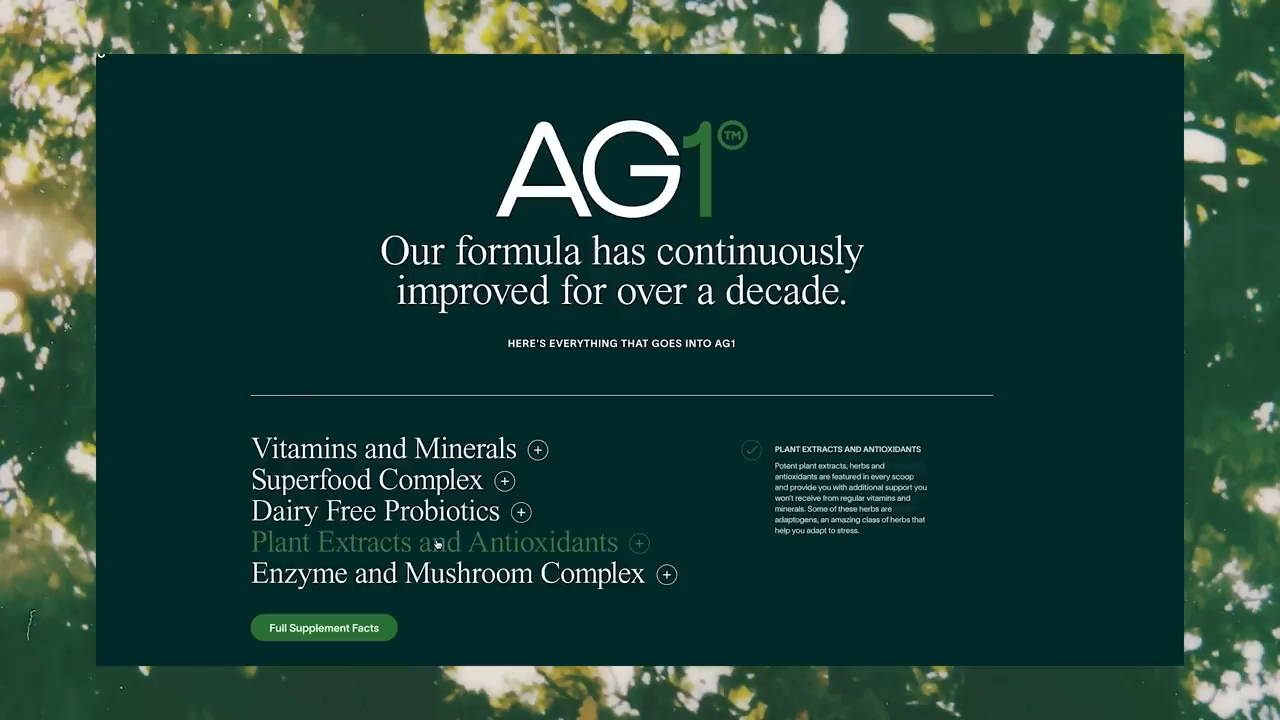 AG1™
Our formula has continuously
improved for over a decade.
HERE'S EVERYTHING THAT GOES INTO AG1
Vitamins and Minerals
Superfood Complex
Dairy Free Probiotics
Plant Extracts and Antioxidants
Enzyme and Mushroom Complex
Full Supplement Facts
PLANT EXTRACTS AND ANTIOXIDANTS
Potent plant extracts, herbs and
antioxidants are featured in every scoop
and provide you with additional support you
won't receive from regular vitamins and
minerals. Some of these herbs are
adaptogens, an amazing class of herbs that
help you adapt to stress.